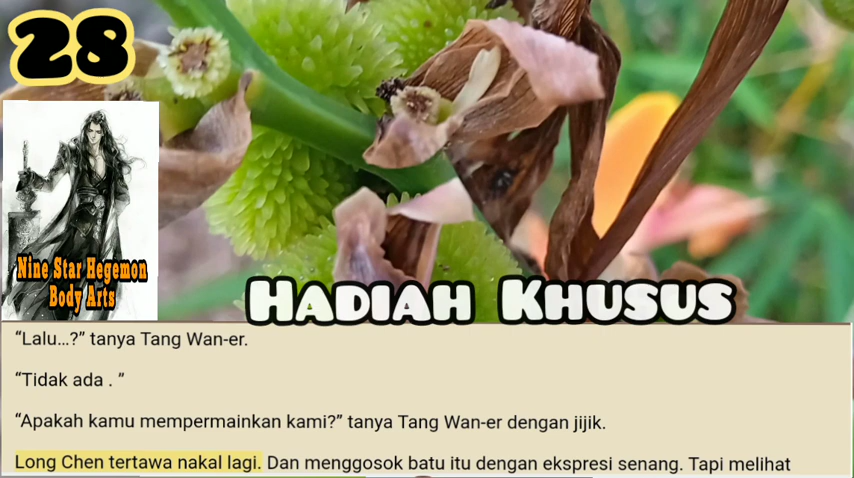 28
Nine Star Hegemon
Body Arts
HADIAH KHUSUS
“Lalu…?” tanya Tang Wan-er.
“Tidak ada . ”
“Apakah kamu mempermainkan kami?” tanya Tang Wan-er dengan jijik.
Long Chen tertawa nakal lagi. Dan menggosok batu itu dengan ekspresi senang. Tapi melihat